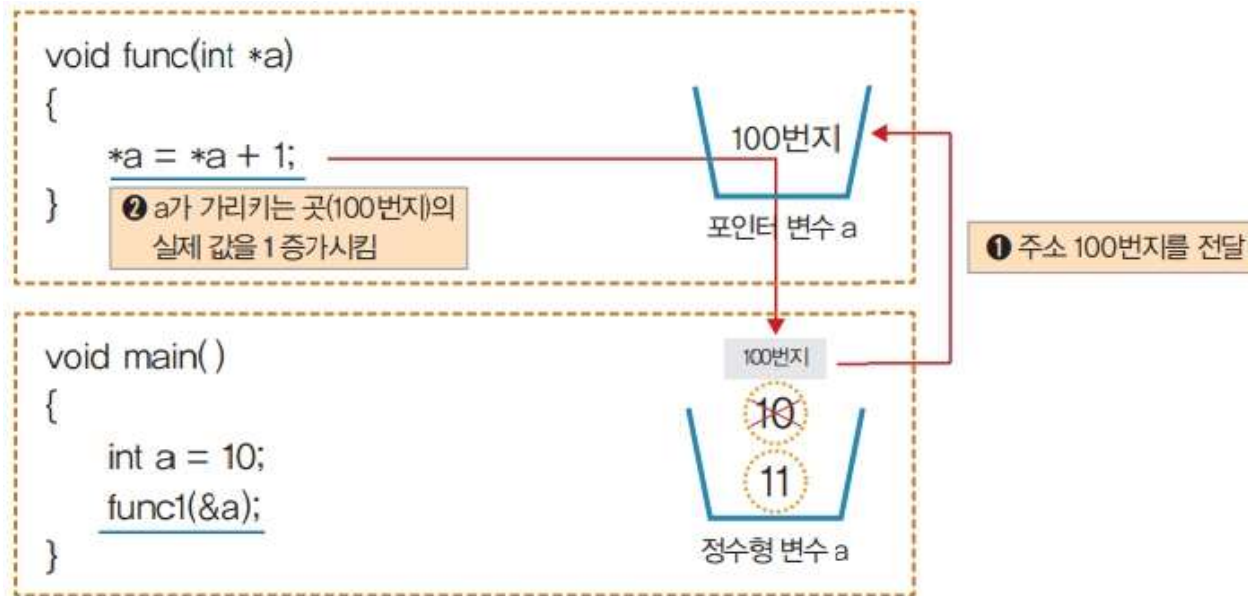 void func(int *a)
{
*a = *a + 1;
}
❷ a가 가리키는 곳(100번지)의
실제 값을 1 증가시킴
100번지
포인터 변수 a
❶ 주소 100번지를 전달
void main( )
{
int a = 10;
func1(&a);
}
100번지
10
11
정수형 변수 a